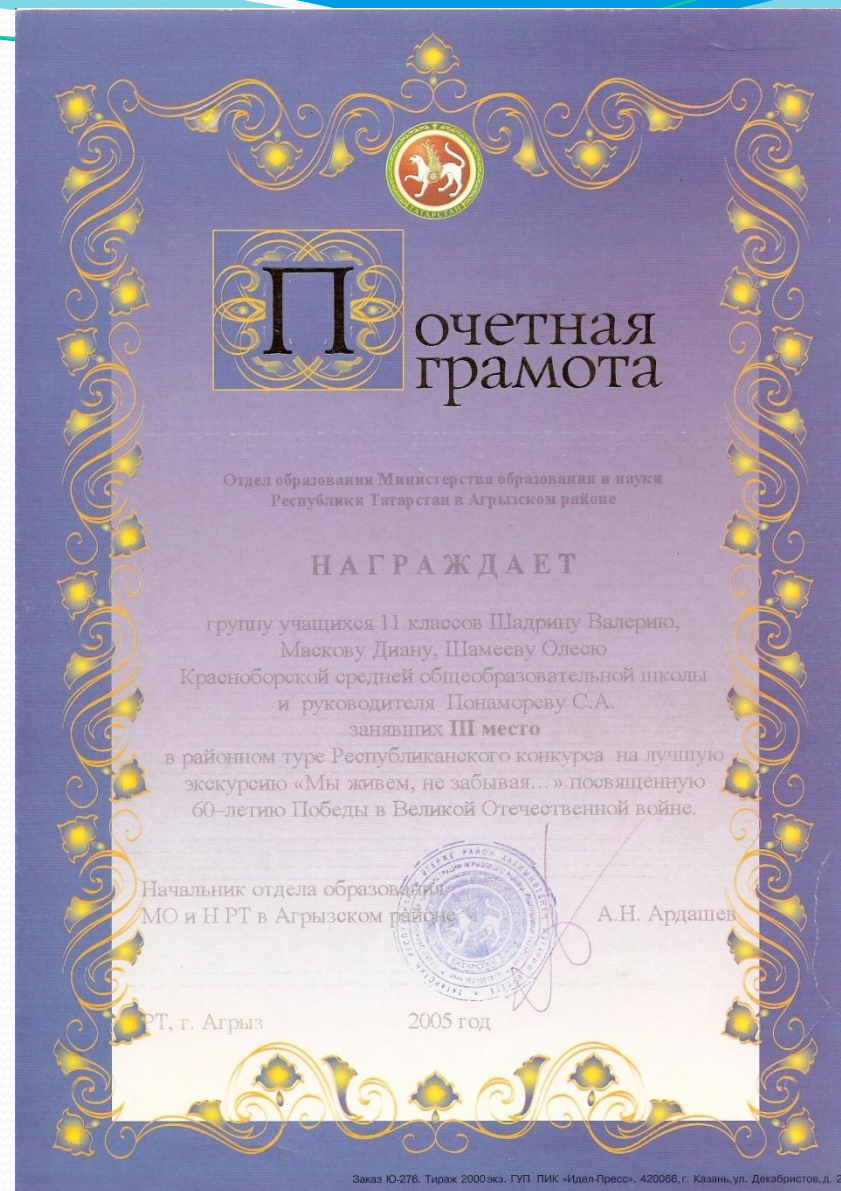 ТАТАРСТАН
Почетная
грамота
Отдел образования Министерства образования и науки
Республики Татарстан в Агрызском районе
НАГРАЖДАЕТ
группу учащихся 11 классов Шадрину Валерию,
Маскову Диану, Шамееву Олесю
Красноборской средней общеобразовательной школы
и руководителя Понамореву С.А.
занявших III место
в районном туре Республиканского конкурса на лучшую
экскурсию «Мы живем, не забывая…» посвященную
60–летию Победы в Великой Отечественной войне.
Начальник отдела образования
МО и Н РТ в Агрызском районе
А.Н. Ардашев
РТ, г. Агрыз
2005 год
Заказ Ю-276. Тираж 2000 экз. ГУП ПИК «Идел-Пресс». 420066, г. Казань, ул. Декабристов, д. 2